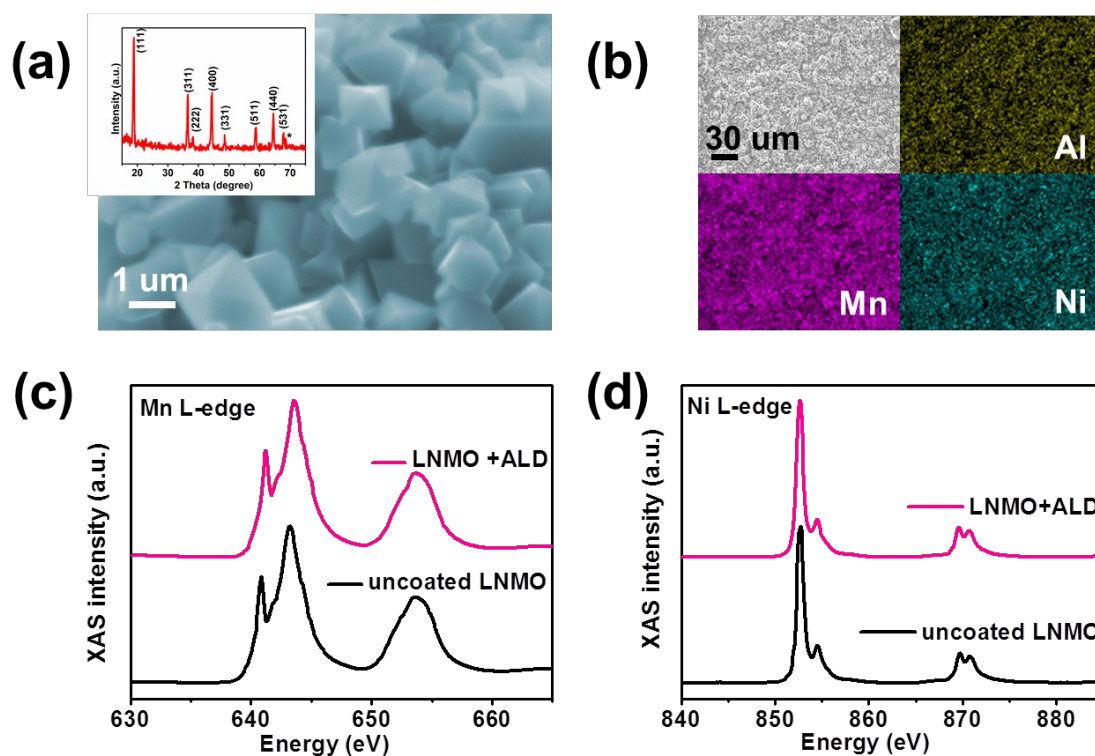 (a)
Intensity (a.u.)
(111)
(311)
(222)
(400)
(331)
(511)
(440)
(531)
*
20 30 40 50 60 70
2 Theta (degree)
1 um
(b)
30 um
Al
Mn
Ni
(c)
Mn L-edge
LNMO +ALD
uncoated LNMO
XAS intensity (a.u.)
630 640 650 660
Energy (eV)
(d)
Ni L-edge
LNMO+ALD
uncoated LNMO
XAS intensity (a.u.)
840 850 860 870 880
Energy (eV)